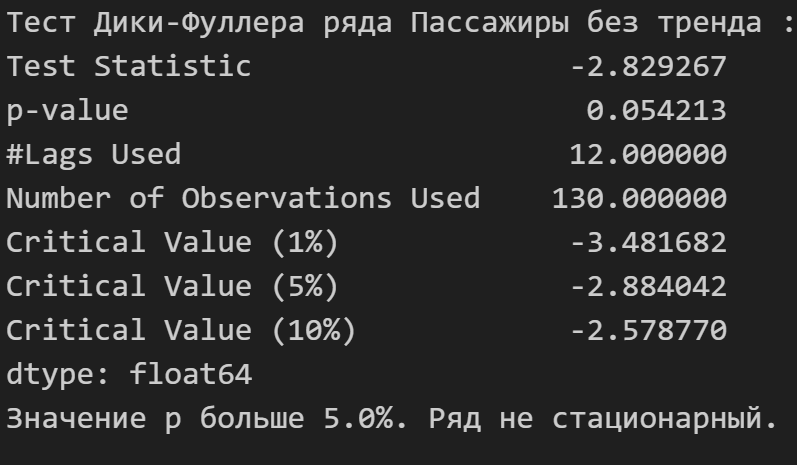 Тест Дики-Фуллера ряда Пассажиры без тренда :
Test Statistic -2.829267
p-value 0.054213
#Lags Used 12.000000
Number of Observations Used 130.000000
Critical Value (1%) -3.481682
Critical Value (5%) -2.884042
Critical Value (10%) -2.578770
dtype: float64
Значение p больше 5.0%. Ряд не стационарный.